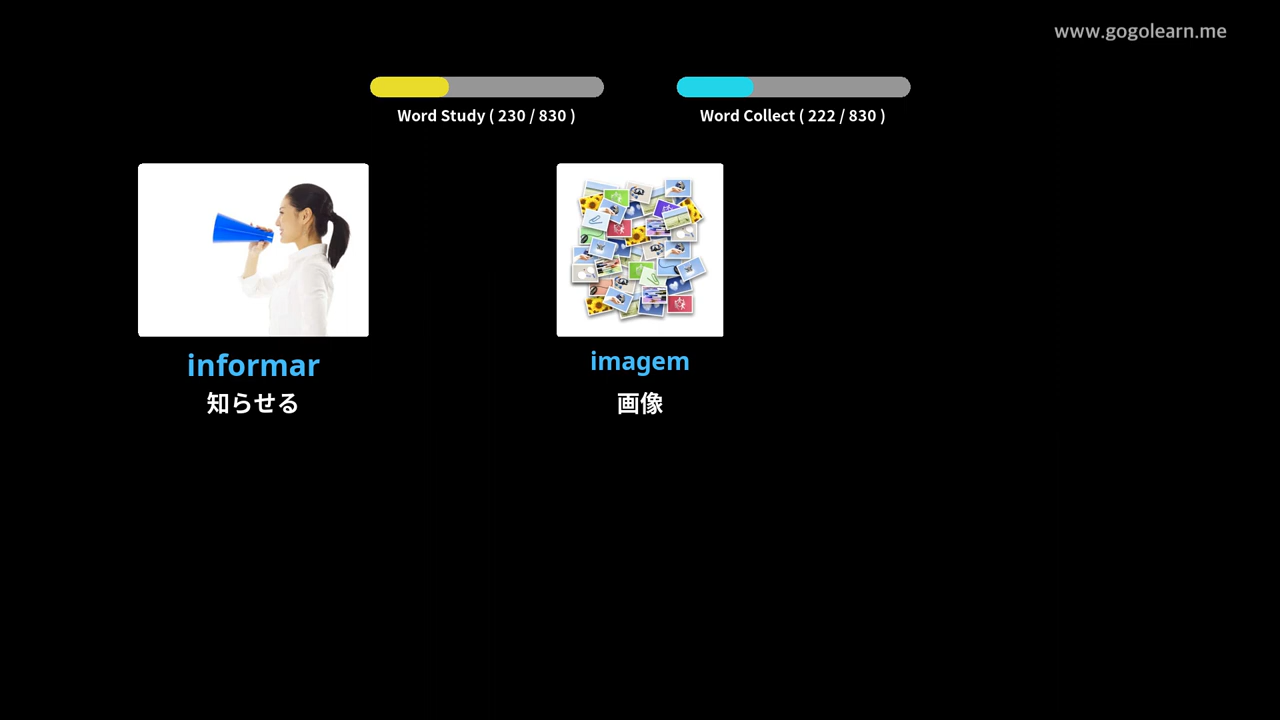 www.gogolearn.me
Word Study ( 230 / 830 )
Word Collect ( 222 / 830 )
informar
知らせる
imagem
画像